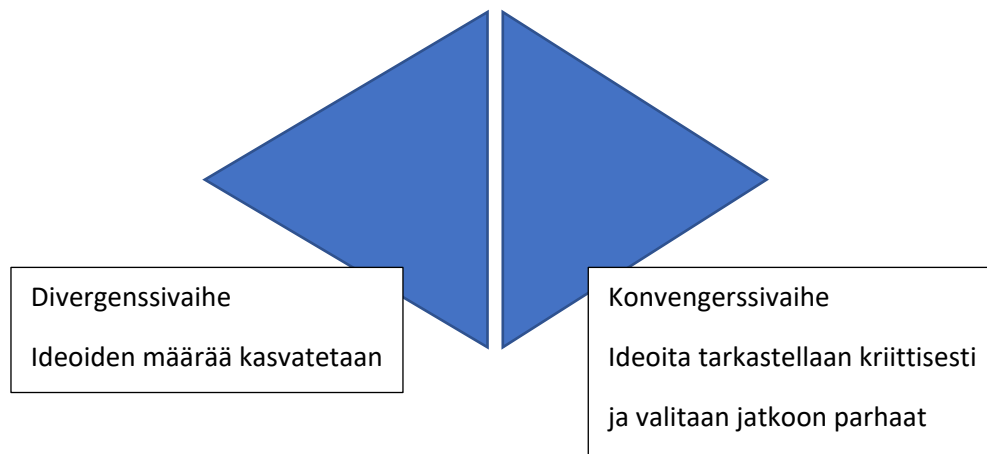 Divergenssivaihe
Ideoiden määrää kasvatetaan
Konvengerssivaihe
Ideoita tarkastellaan kriittisesti
ja valitaan jatkoon parhaat